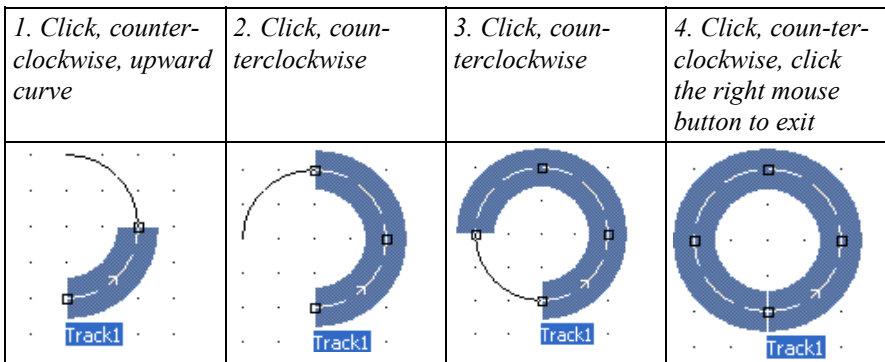 1. Click, counter-
clockwise, upward
curve
2. Click, coun-
terclockwise
3. Click, coun-
terclockwise
4. Click, coun-ter-
clockwise, click
the right mouse
button to exit
Track1
Track1
Track1
Track1